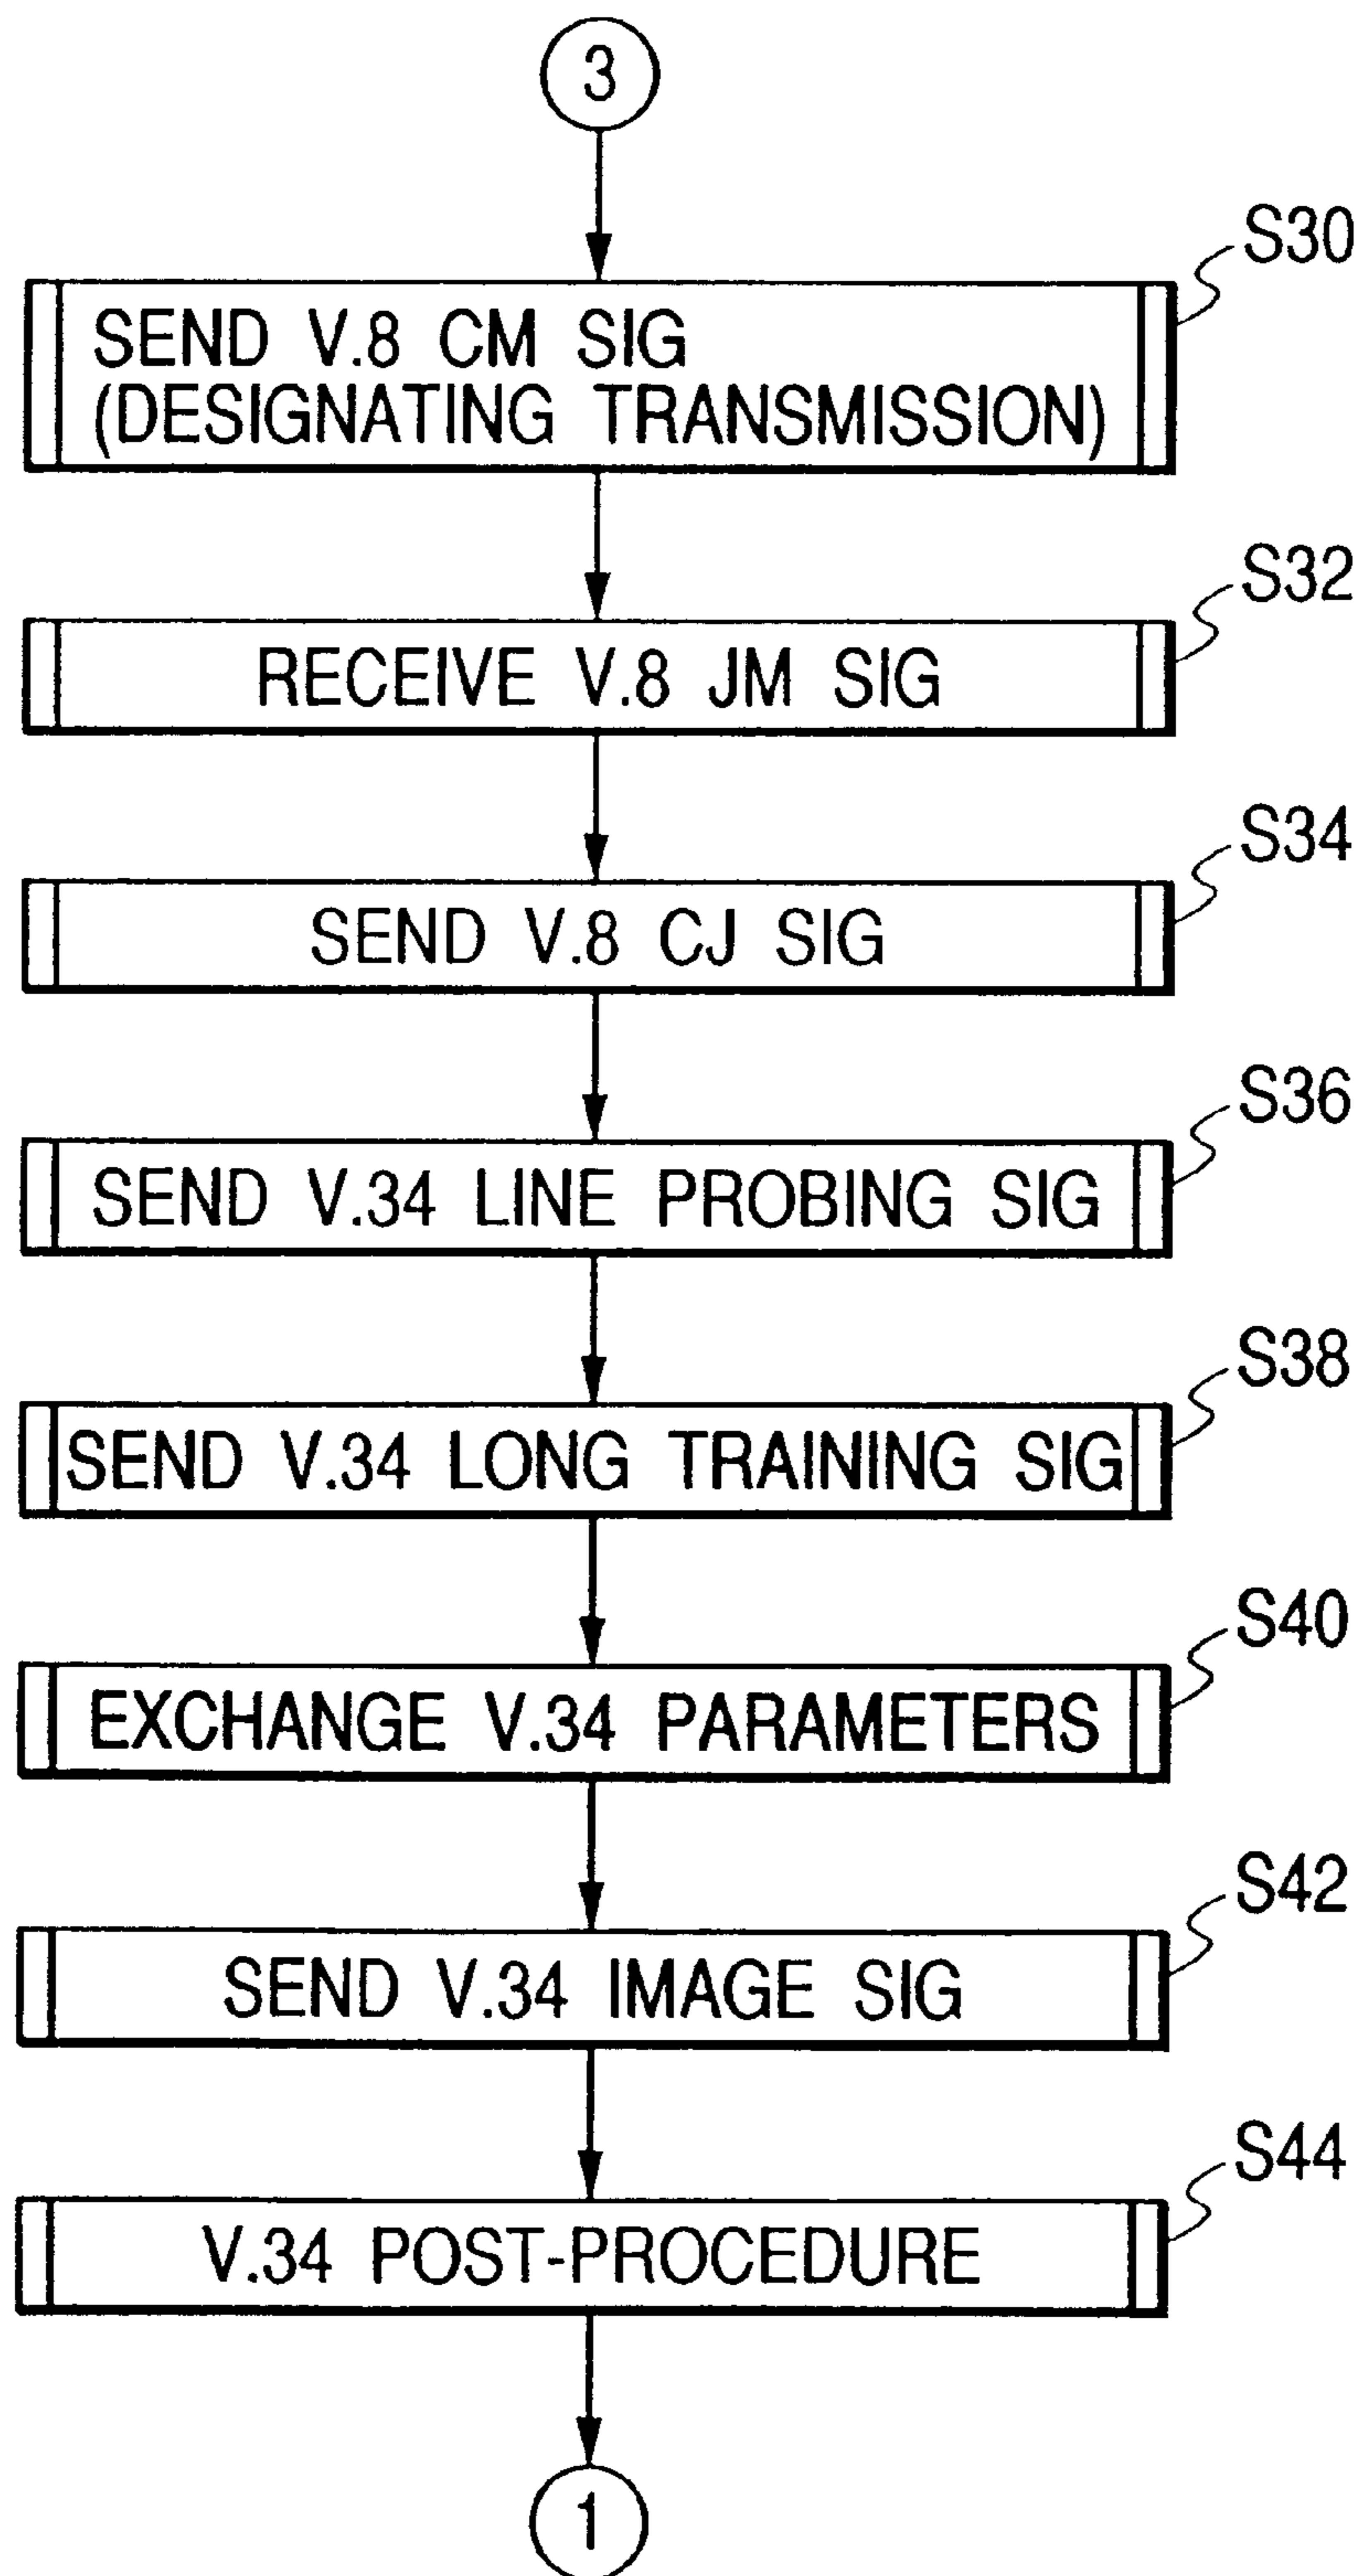 3
S30
SEND V.8 CM SIG
(DESIGNATING TRANSMISSION)
S32
RECEIVE V.8 JM SIG
S34
SEND V.8 CJ SIG
S36
SEND V.34 LINE PROBING SIG
S38
SEND V.34 LONG TRAINING SIG
S40
EXCHANGE V.34 PARAMETERS
S42
SEND V.34 IMAGE SIG
S44
V.34 POST-PROCEDURE
1